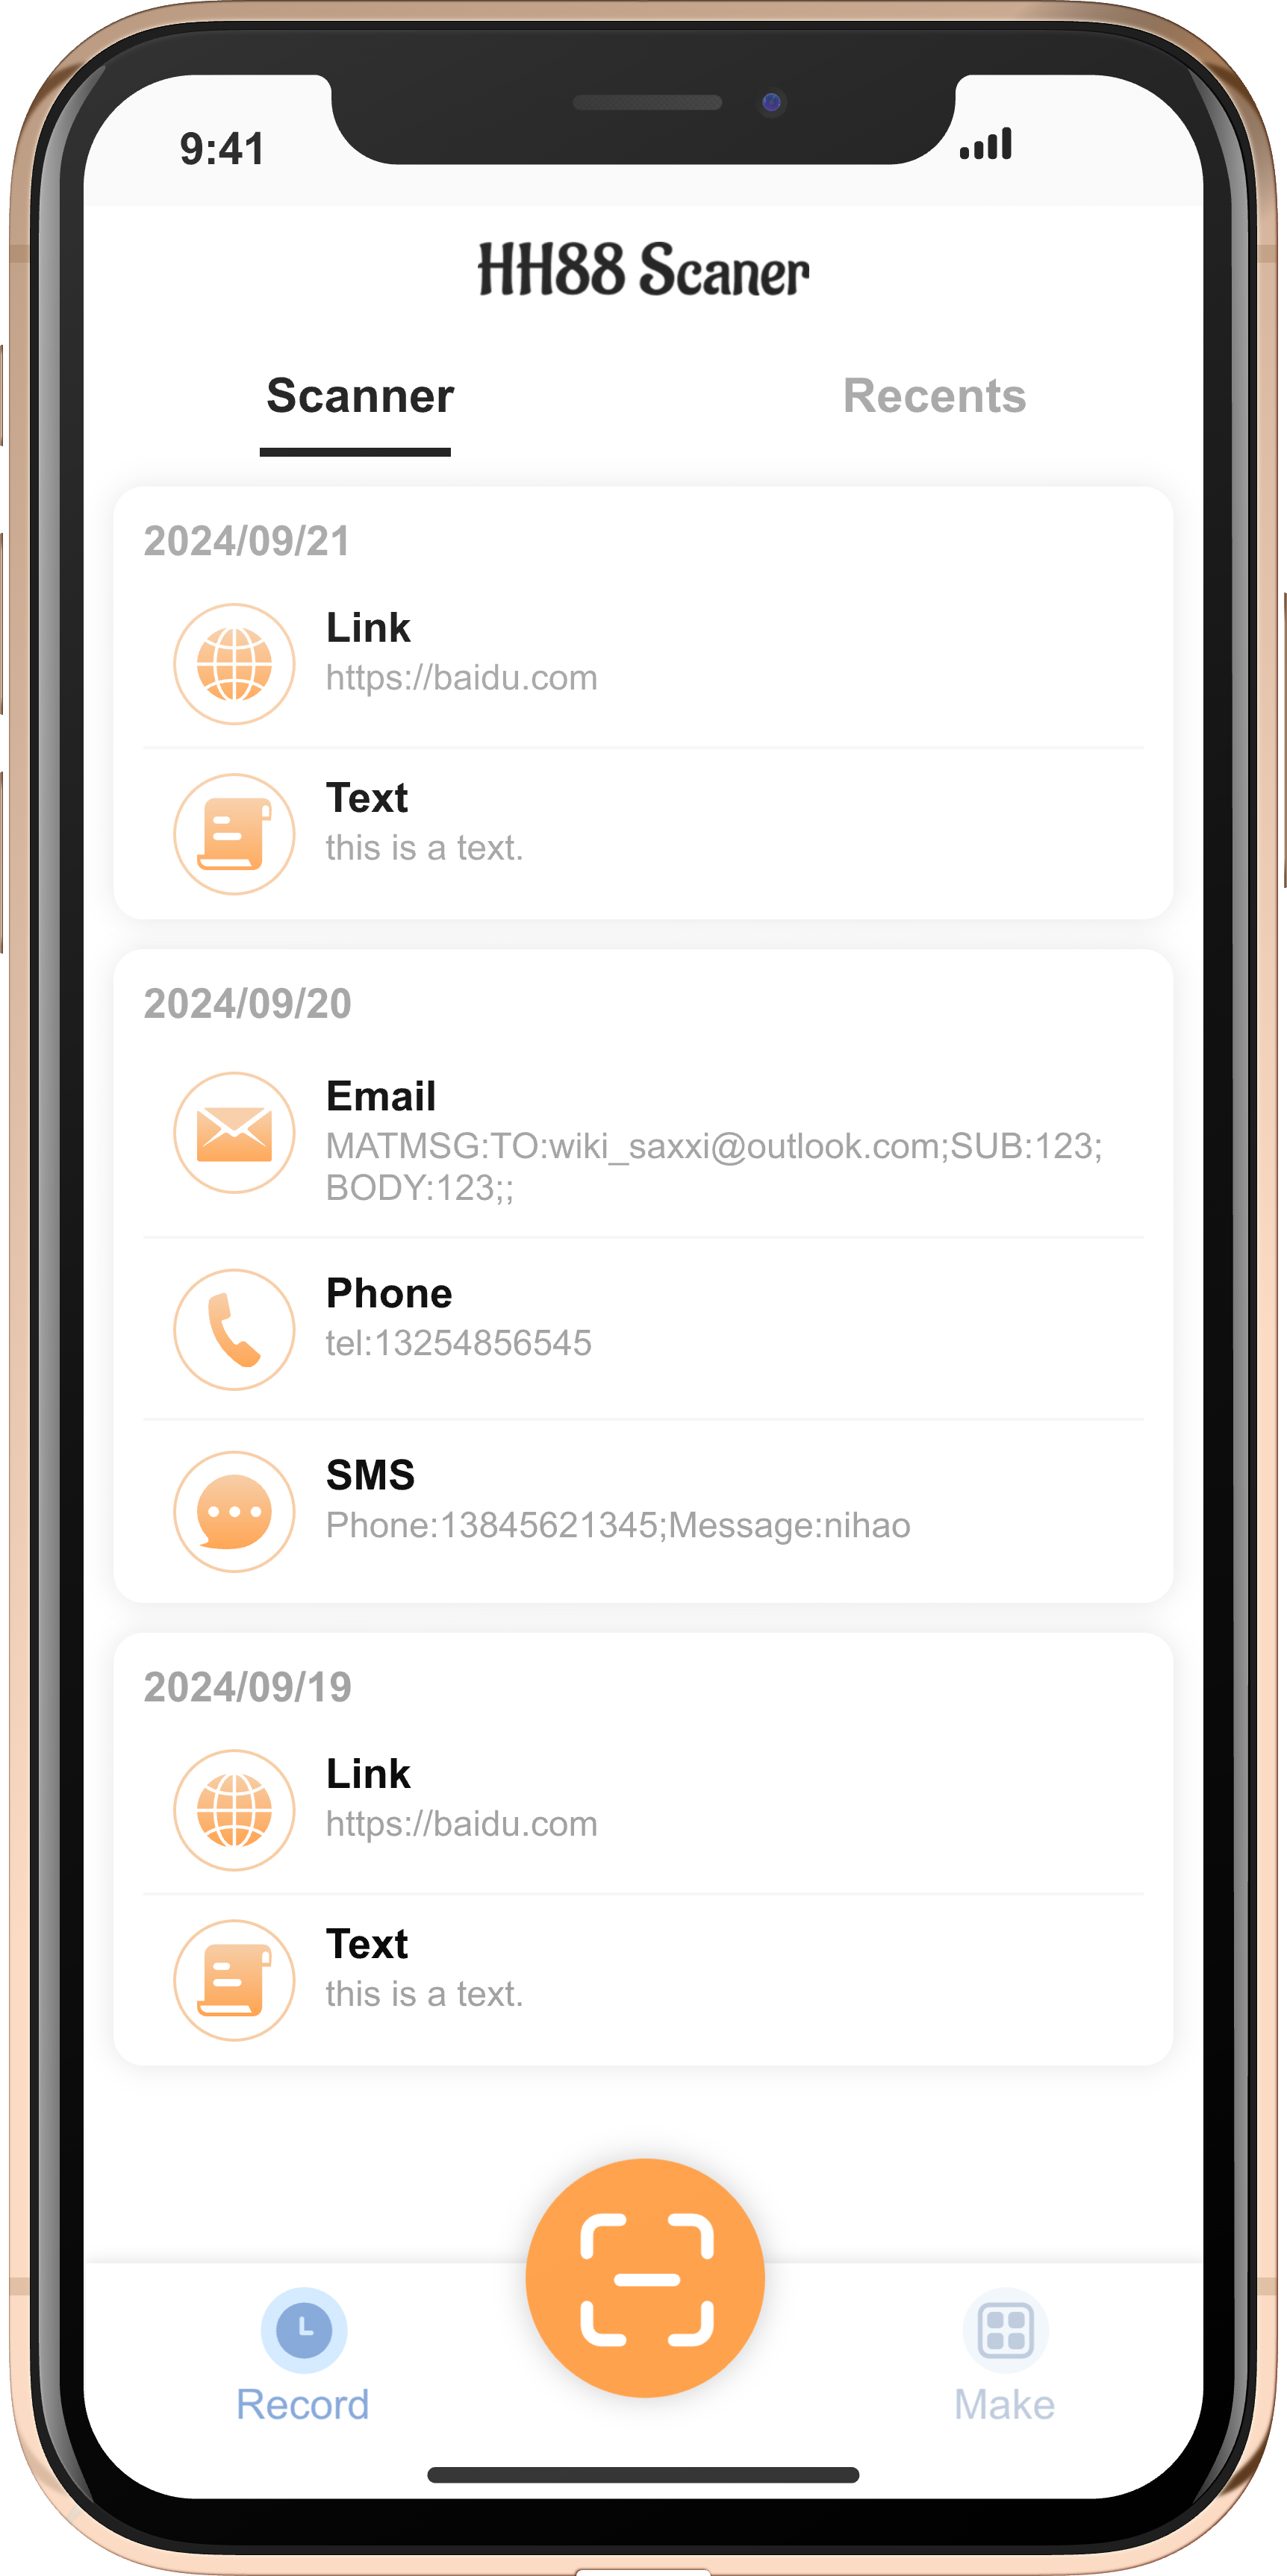 9:41
HH88 Scaner
Scanner Recents
2024/09/21
Link
https://baidu.com
Text
this is a text.
2024/09/20
Email
MATMSG:TO:wiki_saxxi@outlook.com;SUB:123;
BODY:123;;
Phone
tel:13254856545
SMS
Phone:13845621345;Message:nihao
2024/09/19
Link
https://baidu.com
Text
this is a text.
Record Make